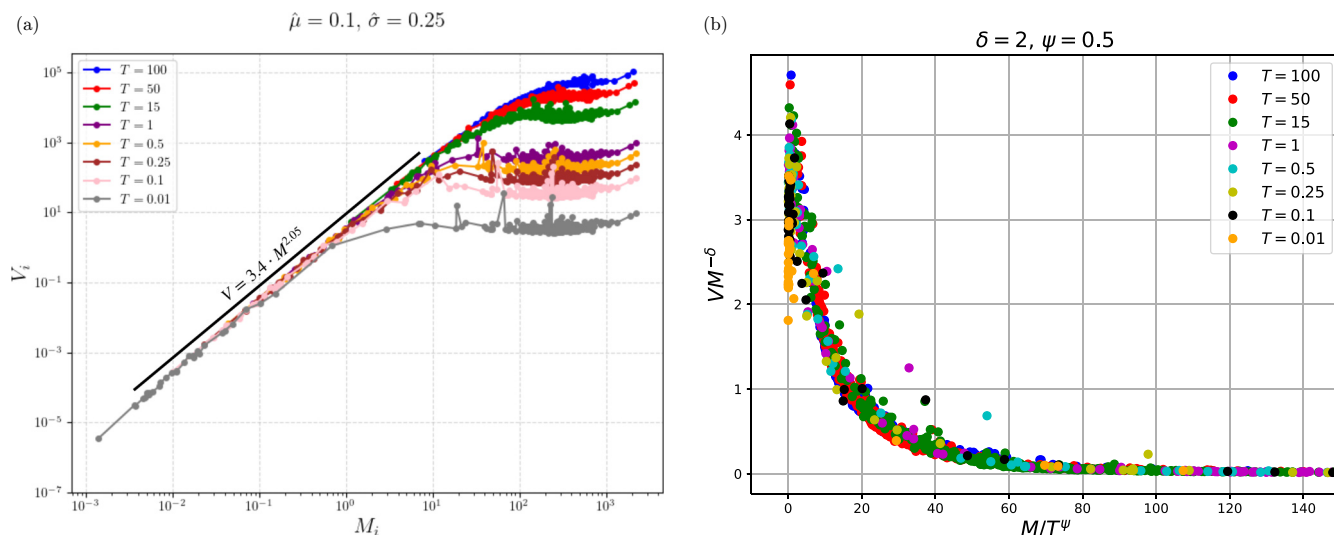 (a)
μ̂ = 0.1, σ̂ = 0.25
T = 100
T = 50
T = 15
T = 1
T = 0.5
T = 0.25
T = 0.1
T = 0.01
V = 3.4 · M^2.05
V_i
10^5
10^3
10^1
10^−1
10^−3
10^−5
10^−7
10^−3
10^−2
10^−1
10^0
10^1
10^2
10^3
M_i
(b)
δ = 2, ψ = 0.5
T = 100
T = 50
T = 15
T = 1
T = 0.5
T = 0.25
T = 0.1
T = 0.01
VM^−δ
4
3
2
1
0
0
20
40
60
80
100
120
140
M/T^ψ